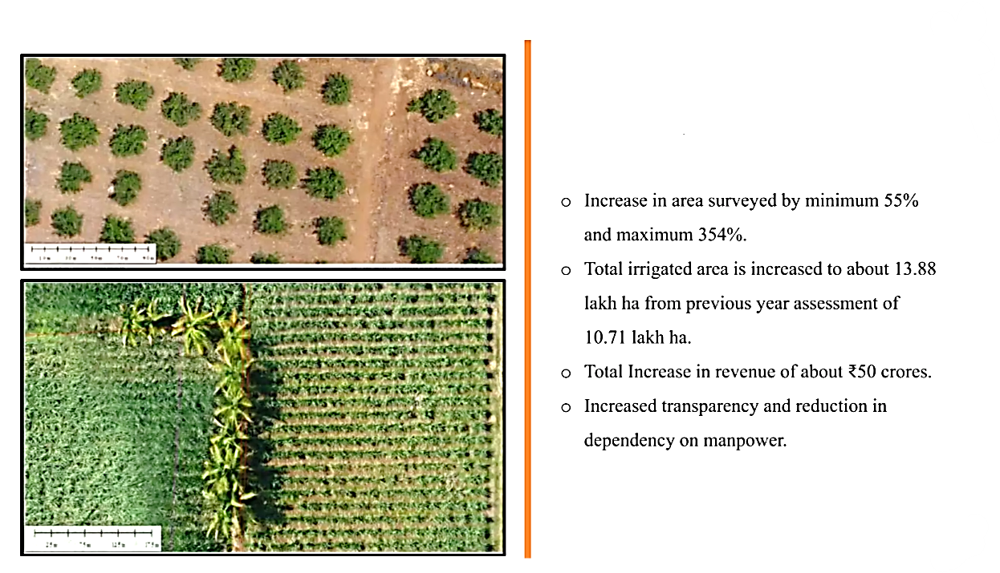 o Increase in area surveyed by minimum 55%
and maximum 354%.
o Total irrigated area is increased to about 13.88
lakh ha from previous year assessment of
10.71 lakh ha.
o Total Increase in revenue of about ₹50 crores.
o Increased transparency and reduction in
dependency on manpower.